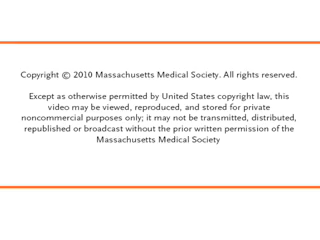 Copyright © 2010 Massachusetts Medical Society. All rights reserved.
Except as otherwise permitted by United States copyright law, this
video may be viewed, reproduced, and stored for private
noncommercial purposes only; it may not be transmitted, distributed,
republished or broadcast without the prior written permission of the
Massachusetts Medical Society